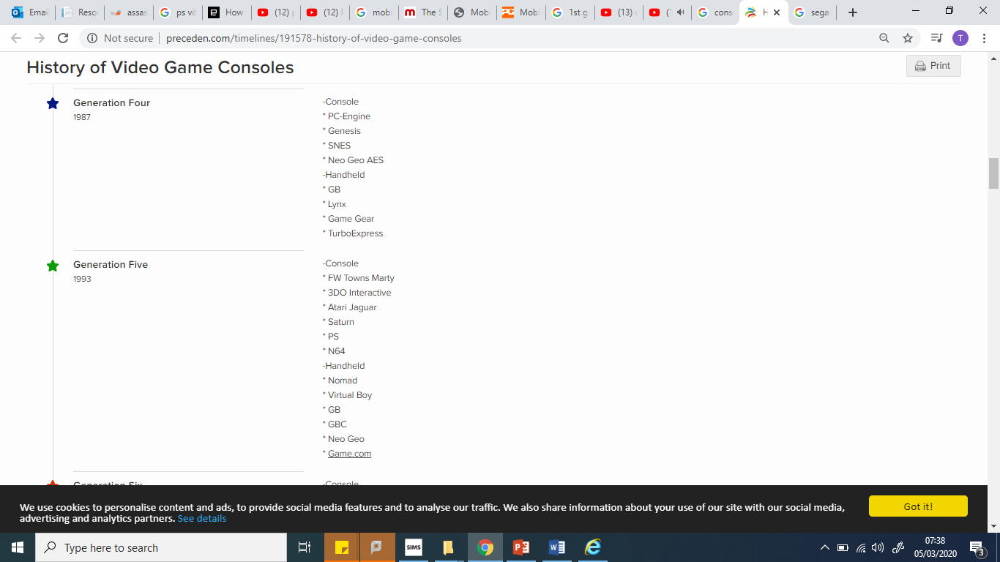 Emai
Reso
assas
ps vit
How
(12) p
(12) F
mobi
The S
Mobi
Mobi
1st g
(13)
(1
cons
H
sega
Not secure
preceden.com/timelines/191578-history-of-video-game-consoles
T
History of Video Game Consoles
Print
Generation Four
1987
-Console
* PC-Engine
* Genesis
* SNES
* Neo Geo AES
-Handheld
* GB
* Lynx
* Game Gear
* TurboExpress
Generation Five
1993
-Console
* FW Towns Marty
* 3DO Interactive
* Atari Jaguar
* Saturn
* PS
* N64
-Handheld
* Nomad
* Virtual Boy
* GB
* GBC
* Neo Geo
* Game.com
Generation Six
-Console
We use cookies to personalise content and ads, to provide social media features and to analyse our traffic. We also share information about your use of our site with our social media,
advertising and analytics partners. See details
Got it!
Type here to search
SIMS
07:38
05/03/2020
3